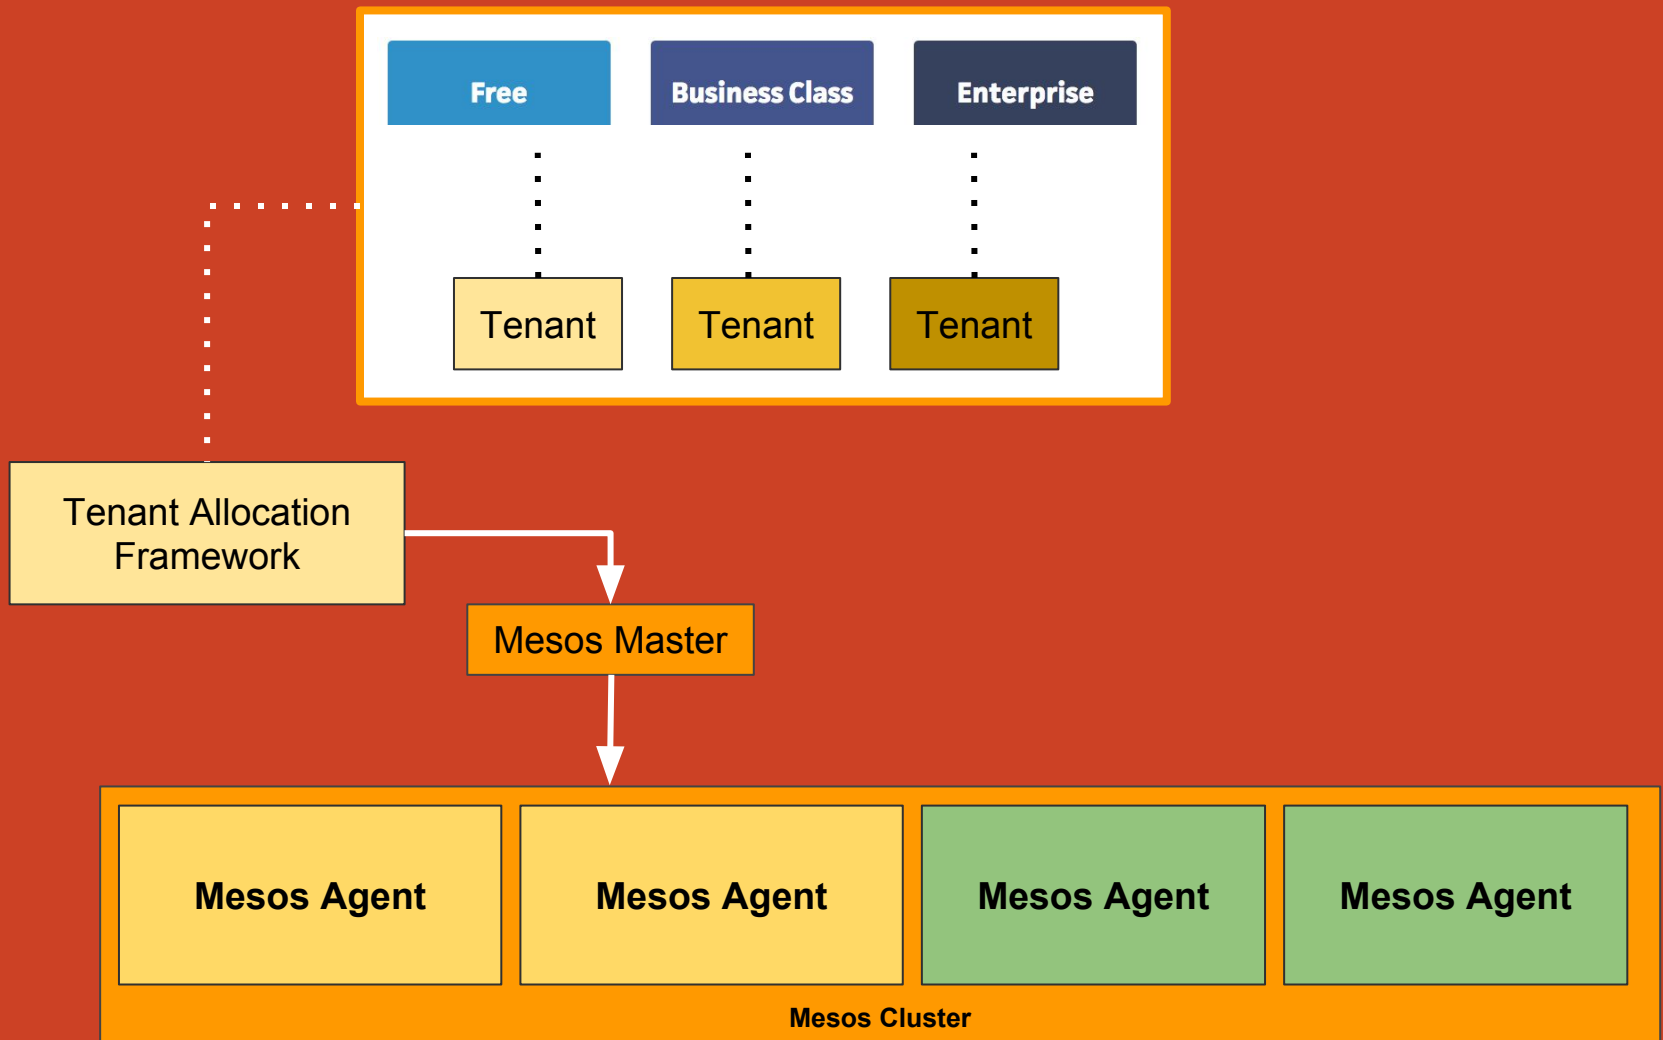 Free
Business Class
Enterprise
Tenant
Tenant
Tenant
Tenant Allocation
Framework
Mesos Master
Mesos Agent
Mesos Agent
Mesos Agent
Mesos Agent
Mesos Cluster